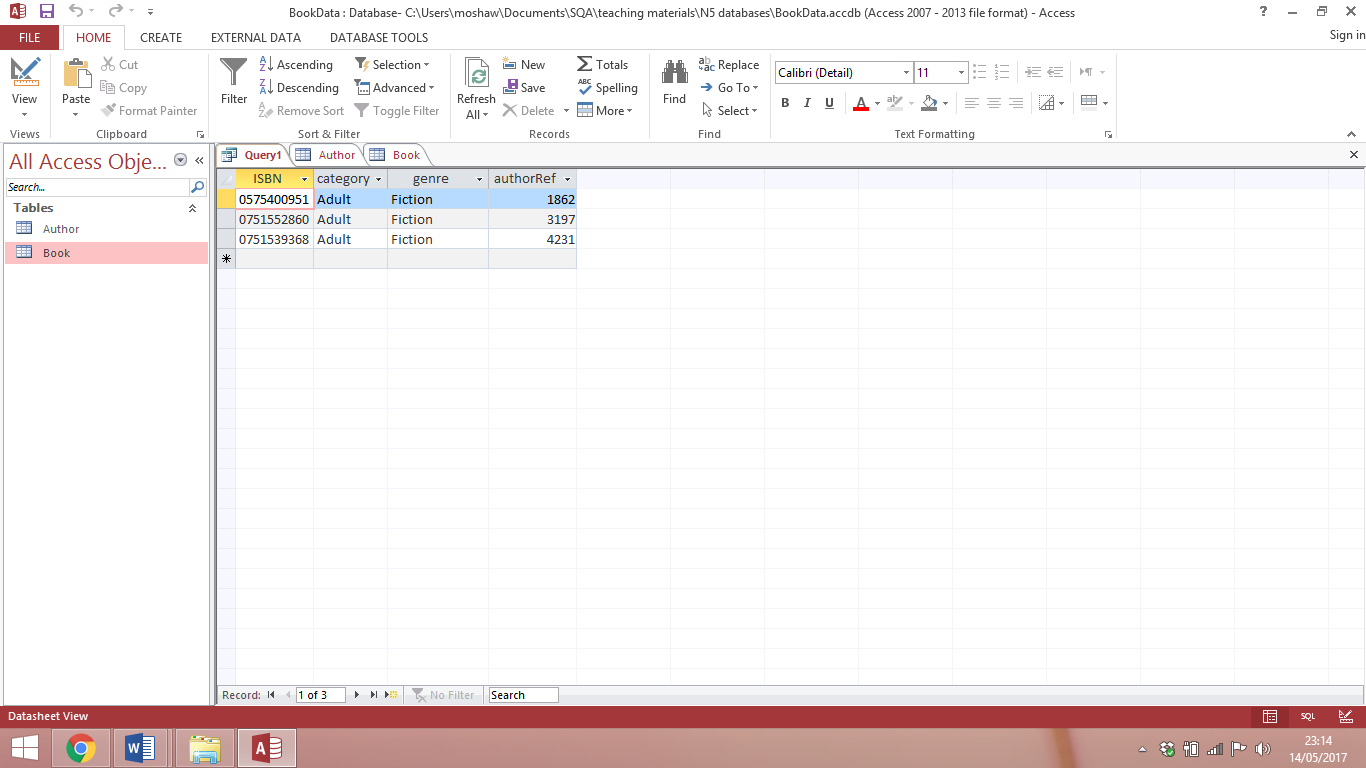 BookData : Database- C:\Users\moshaw\Documents\SQA\teaching materials\N5 databases\BookData.accdb (Access 2007 - 2013 file format) - Access
FILE HOME CREATE EXTERNAL DATA DATABASE TOOLS Sign in
View
Views
Paste
Cut
Copy
Format Painter
Clipboard
Filter
Ascending
Descending
Remove Sort
Selection
Advanced
Toggle Filter
Sort & Filter
Refresh
All
New
Save
Delete
Totals
Spelling
More
Records
Find
Replace
Go To
Select
Find
Calibri (Detail) 11
B I U A
Text Formatting
All Access Obje...
Search...
Tables
Author
Book
Query1 Author Book
ISBN category genre authorRef
0575400951 Adult Fiction 1862
0751552860 Adult Fiction 3197
0751539368 Adult Fiction 4231
Record: 1 of 3 No Filter Search
Datasheet View SQL
23:14
14/05/2017